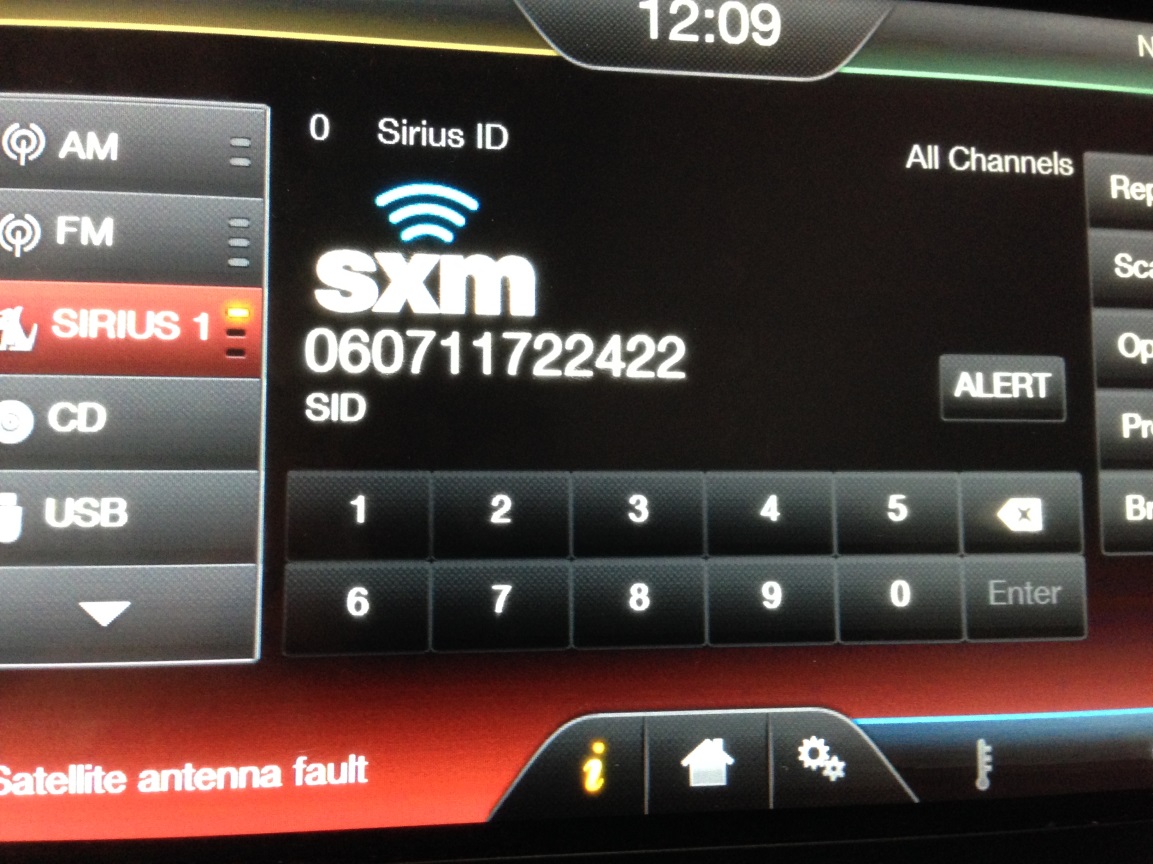 12:09
AM
FM
SIRIUS 1
CD
USB
0 Sirius ID
All Channels
sxm
060711722422
SID
ALERT
1 2 3 4 5
6 7 8 9 0 Enter
Satellite antenna fault